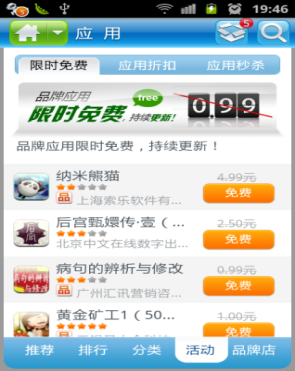 19:46
应 用
5
限时免费 应用折扣 应用秒杀
品牌应用
限时免费,持续更新!
free
0.99
品牌应用限时免费，持续更新！
纳米熊猫
4.99元
品 上海索乐软件有...
免费
后宫甄嬛传·壹（...
2.50元
北京中文在线数字出...
免费
病句的辨析与修改
0.99元
品 广州汇讯营销咨...
免费
黄金矿工1（50...
1.00元
免费
推荐 排行 分类 活动 品牌店